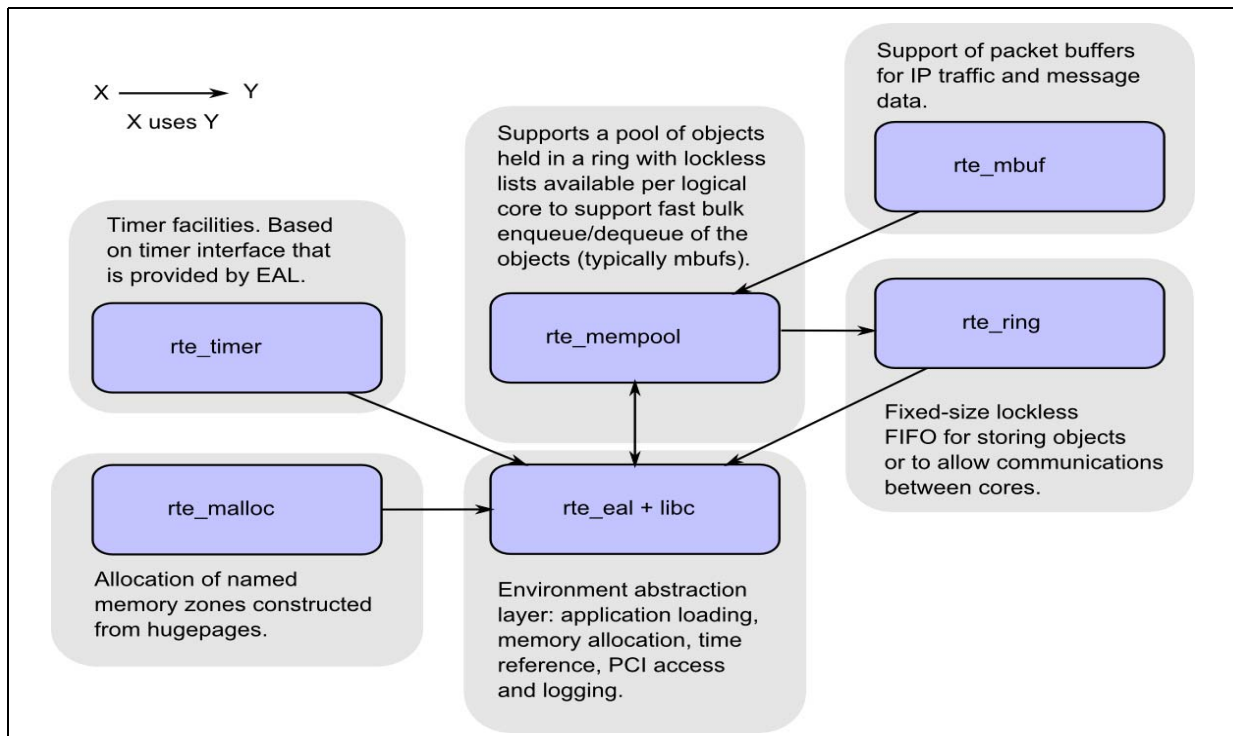 X Y
X uses Y
Support of packet buffers
for IP traffic and message
data.
rte_mbuf
Supports a pool of objects
held in a ring with lockless
lists available per logical
core to support fast bulk
enqueue/dequeue of the
objects (typically mbufs).
rte_mempool
Timer facilities. Based
on timer interface that
is provided by EAL.
rte_timer
rte_ring
Fixed-size lockless
FIFO for storing objects
or to allow communications
between cores.
rte_malloc
Allocation of named
memory zones constructed
from hugepages.
rte_eal + libc
Environment abstraction
layer: application loading,
memory allocation, time
reference, PCI access
and logging.